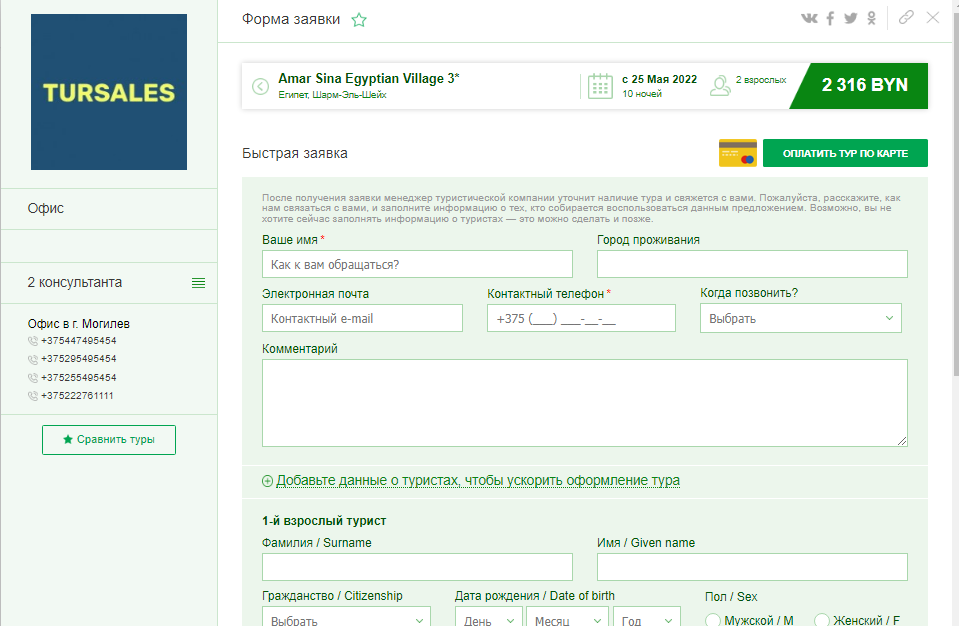 TURSALES
Офис
2 консультанта
Офис в г. Могилев
+375447495454
+375295495454
+375255495454
+375222761111
Сравнить туры
Форма заявки
Amar Sina Egyptian Village 3*
Египет, Шарм-Эль-Шейх
с 25 Мая 2022
10 ночей
2 взрослых
2 316 BYN
Быстрая заявка
ОПЛАТИТЬ ТУР ПО КАРТЕ
После получения заявки менеджер туристической компании уточнит наличие тура и свяжется с вами. Пожалуйста, расскажите, как
нам связаться с вами, и заполните информацию о тех, кто собирается воспользоваться данным предложением. Возможно, вы не
хотите сейчас заполнять информацию о туристах — это можно сделать и позже.
Ваше имя * Город проживания
Как к вам обращаться?
Электронная почта Контактный телефон * Когда позвонить?
Контактный e-mail +375 (___) ___-__-__ Выбрать
Комментарий
Добавьте данные о туристах, чтобы ускорить оформление тура
1-й взрослый турист
Фамилия / Surname Имя / Given name
Гражданство / Citizenship Дата рождения / Date of birth Пол / Sex
Выбрать День Месяц Год Мужской / M Женский / F